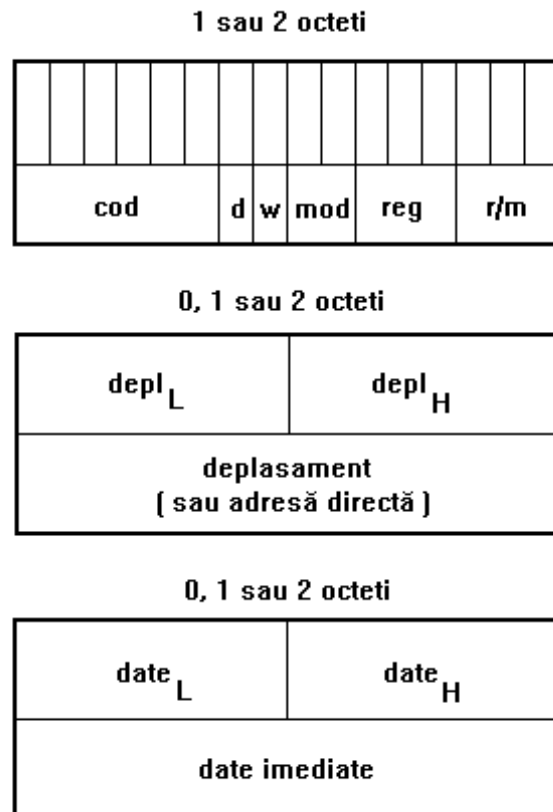 1 sau 2 octeti
cod d w mod reg r/m
0, 1 sau 2 octeti
depl L depl H
deplasament
( sau adresă directă )
0, 1 sau 2 octeti
date L date H
date imediate